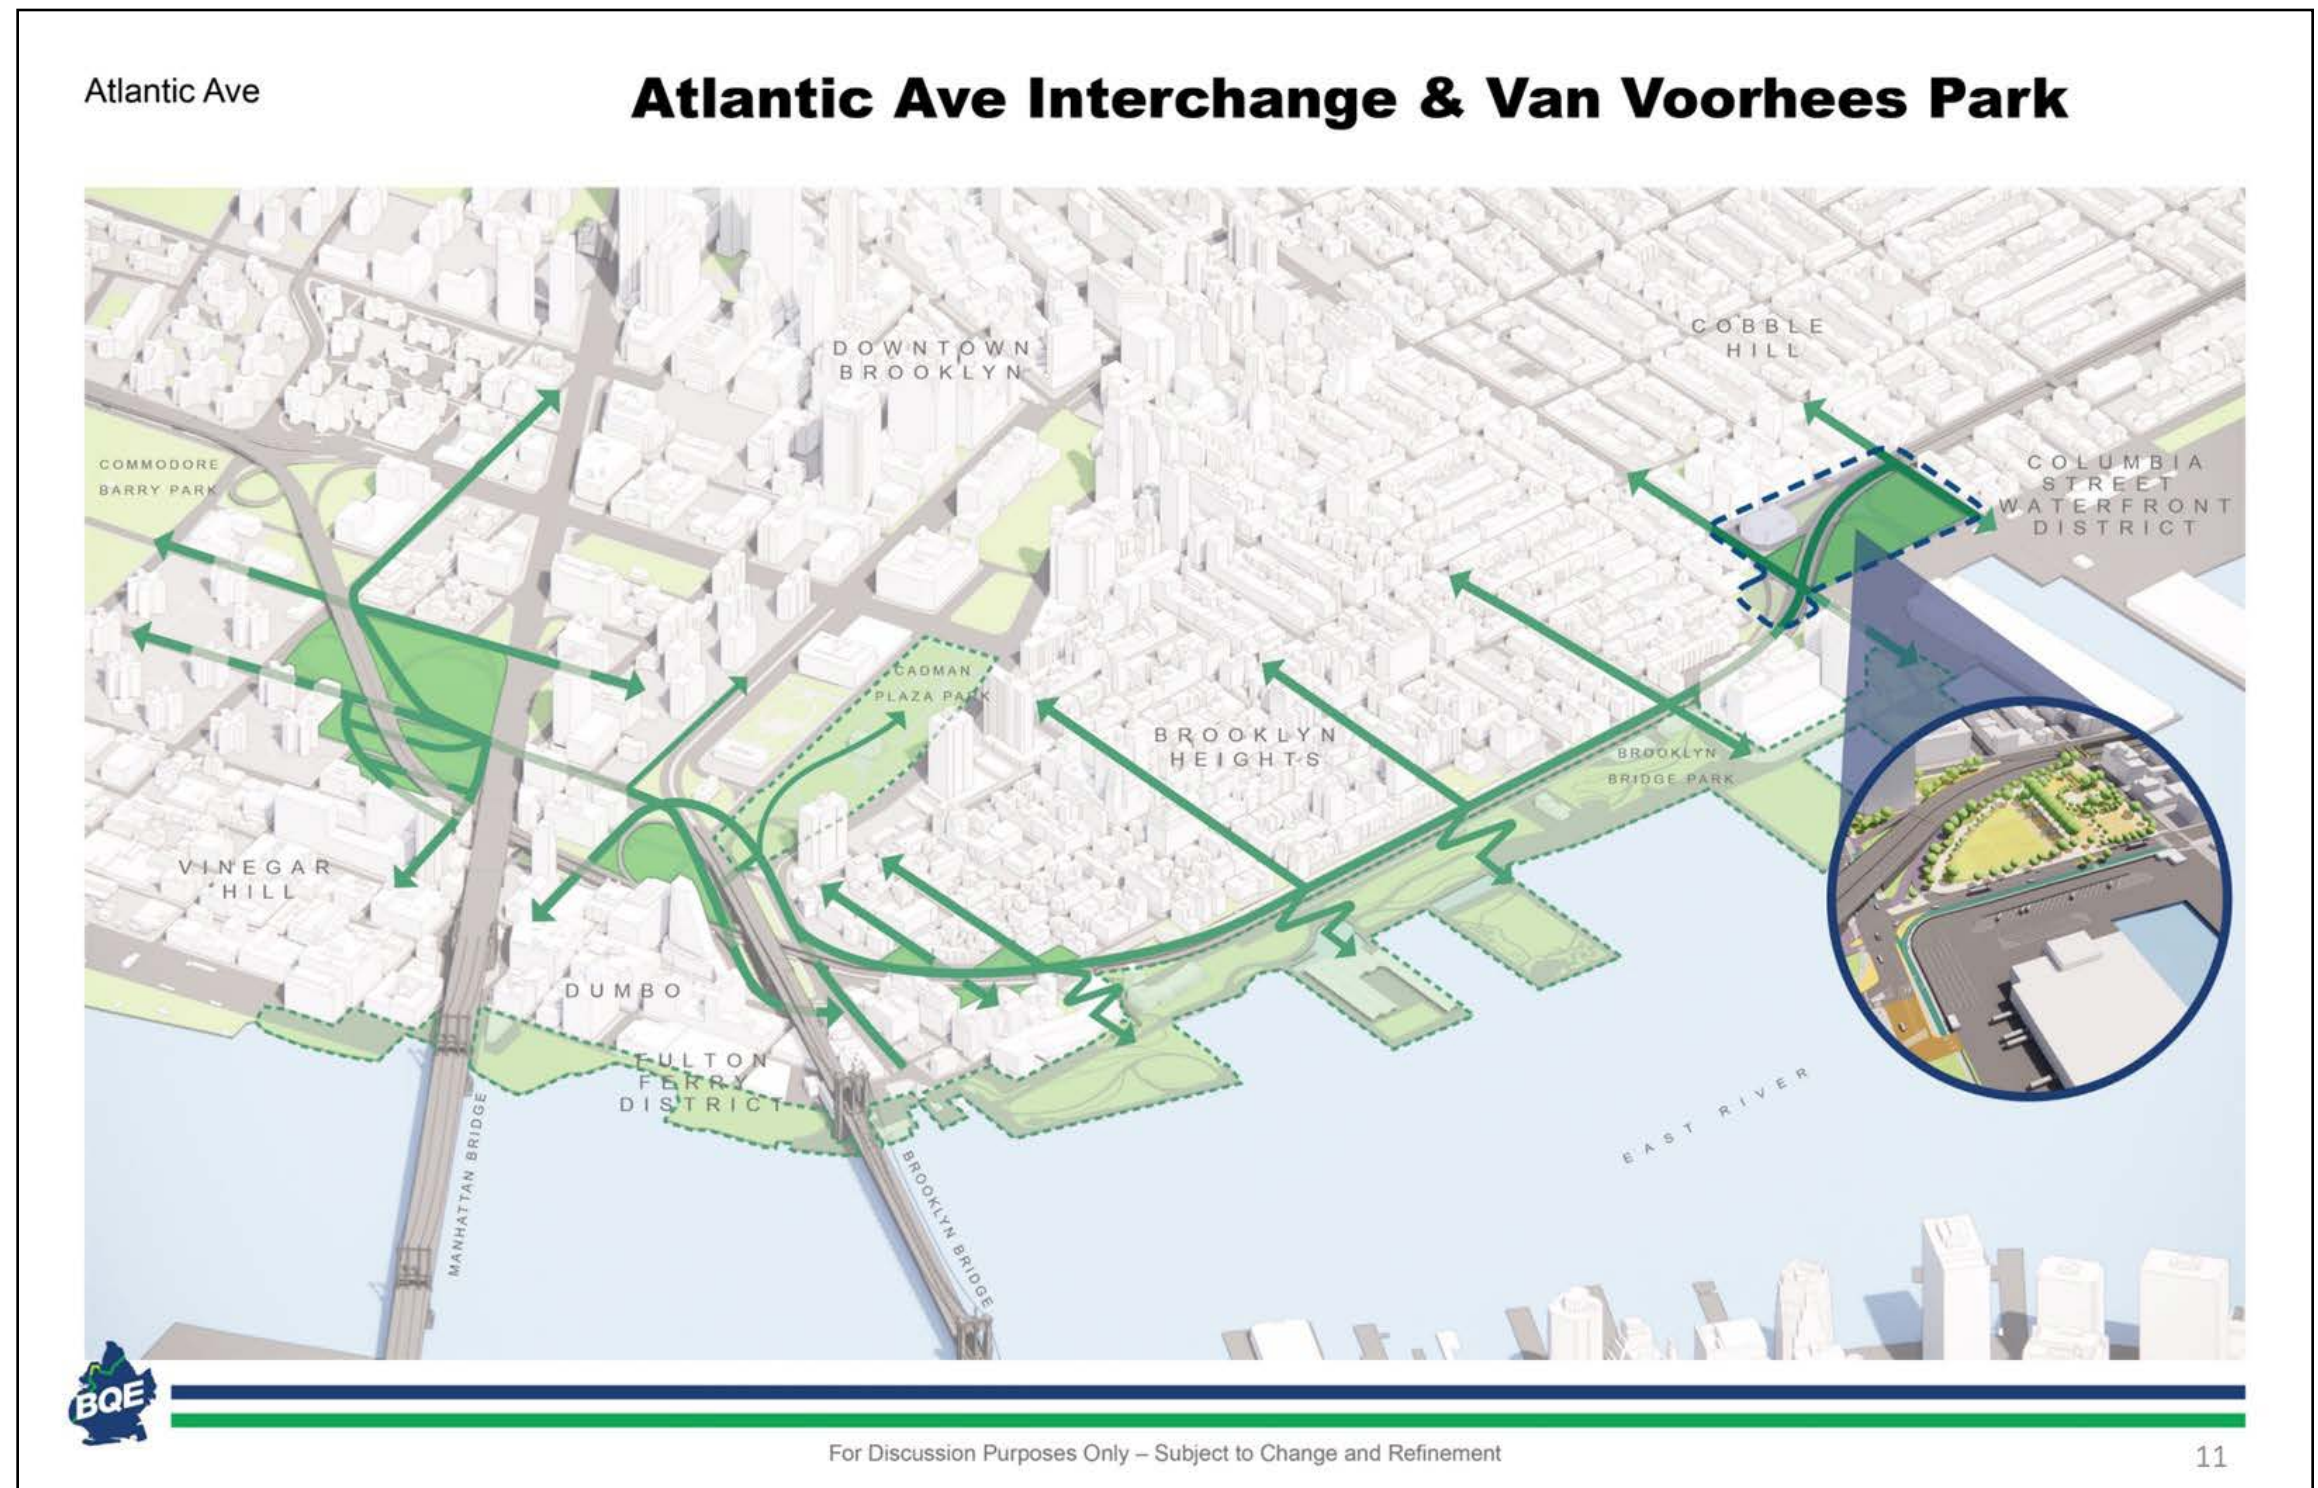 Atlantic Ave
Atlantic Ave Interchange & Van Voorhees Park
DOWNTOWN
BROOKLYN
COBBLE
HILL
COMMODORE
BARRY PARK
COLUMBIA
STREET
WATERFRONT
DISTRICT
CADMAN
PLAZA PARK
BROOKLYN
HEIGHTS
BROOKLYN
BRIDGE PARK
VINEGAR
HILL
DUMBO
FULTON
FERRY
DISTRICT
MANHATTAN BRIDGE
BROOKLYN BRIDGE
EAST RIVER
BQE
For Discussion Purposes Only – Subject to Change and Refinement
11